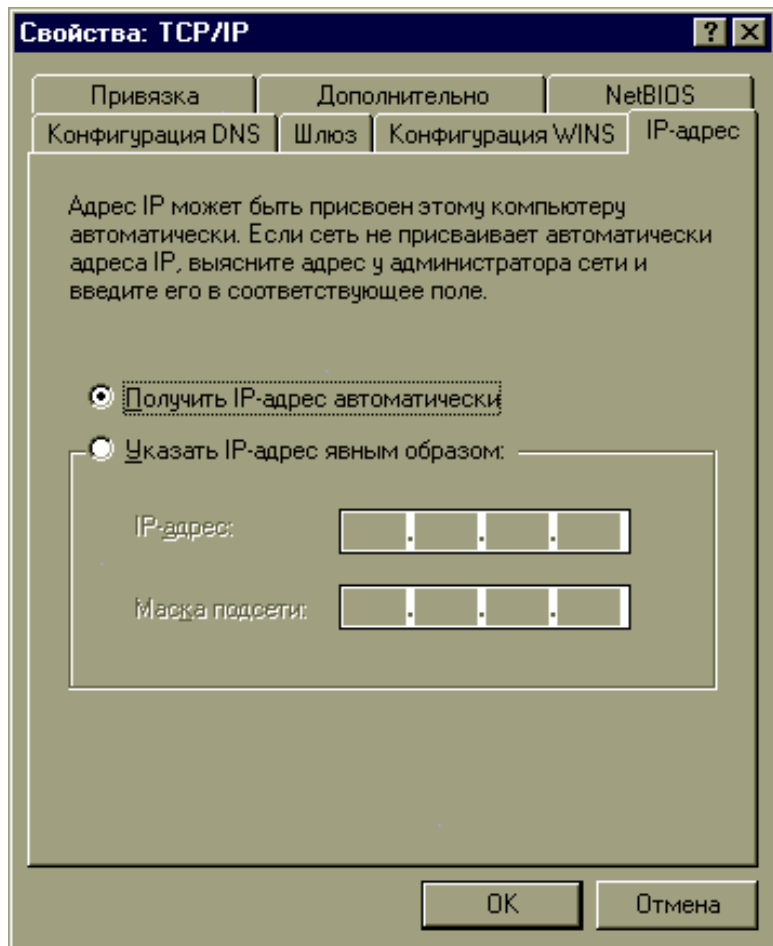 Свойства: TCP/IP
Привязка Дополнительно NetBIOS
Конфигурация DNS Шлюз Конфигурация WINS IP-адрес
Адрес IP может быть присвоен этому компьютеру
автоматически. Если сеть не присваивает автоматически
адреса IP, выясните адрес у администратора сети и
введите его в соответствующее поле.
Получить IP-адрес автоматически
Указать IP-адрес явным образом:
IP-адрес:
Маска подсети:
OK Отмена